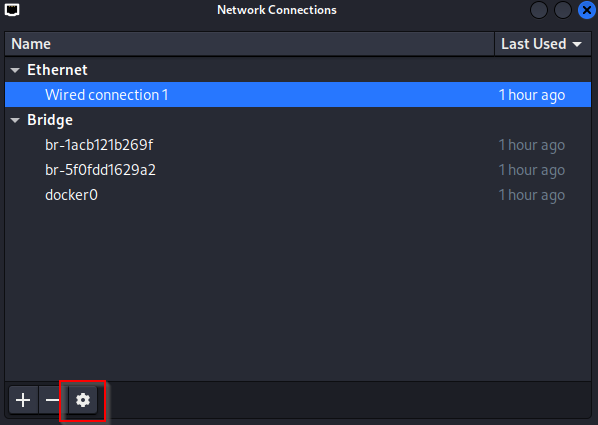 Network Connections
Name Last Used
Ethernet
Wired connection 1 1 hour ago
Bridge
br-1acb121b269f 1 hour ago
br-5f0fdd1629a2 1 hour ago
docker0 1 hour ago